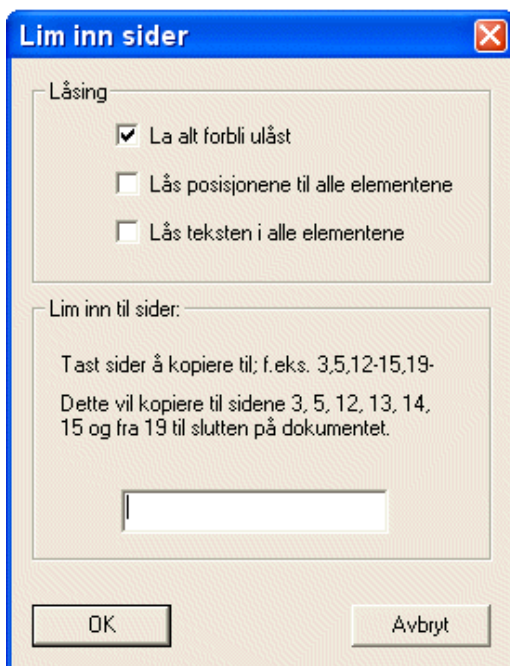 Lim inn sider
Låsing
La alt forbli ulåst
Lås posisjonene til alle elementene
Lås teksten i alle elementene
Lim inn til sider:
Tast sider å kopiere til; f.eks. 3,5,12-15,19-
Dette vil kopiere til sidene 3, 5, 12, 13, 14,
15 og fra 19 til slutten på dokumentet.
OK
Avbryt